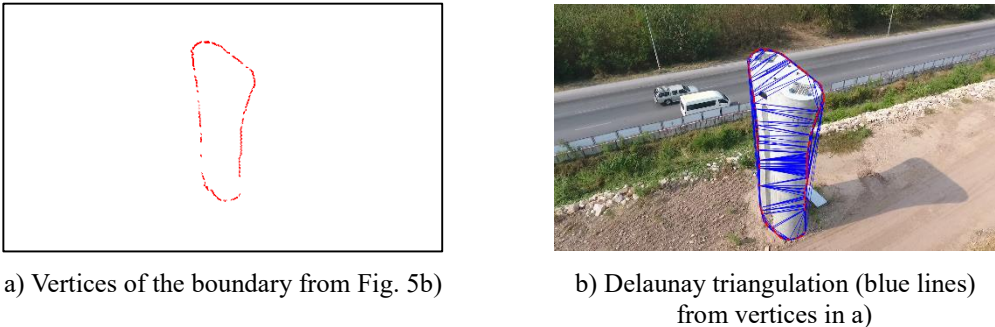 a) Vertices of the boundary from Fig. 5b)
b) Delaunay triangulation (blue lines)
from vertices in a)